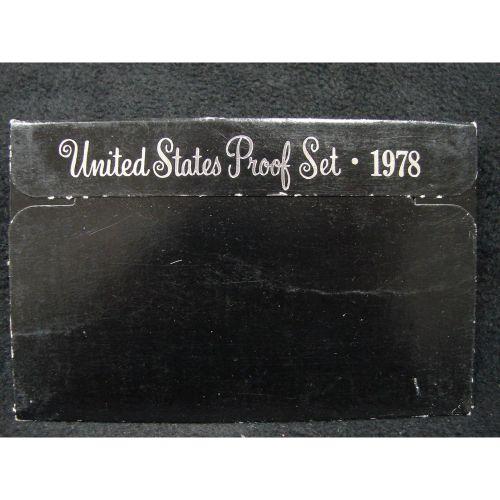 United States Proof Set · 1978